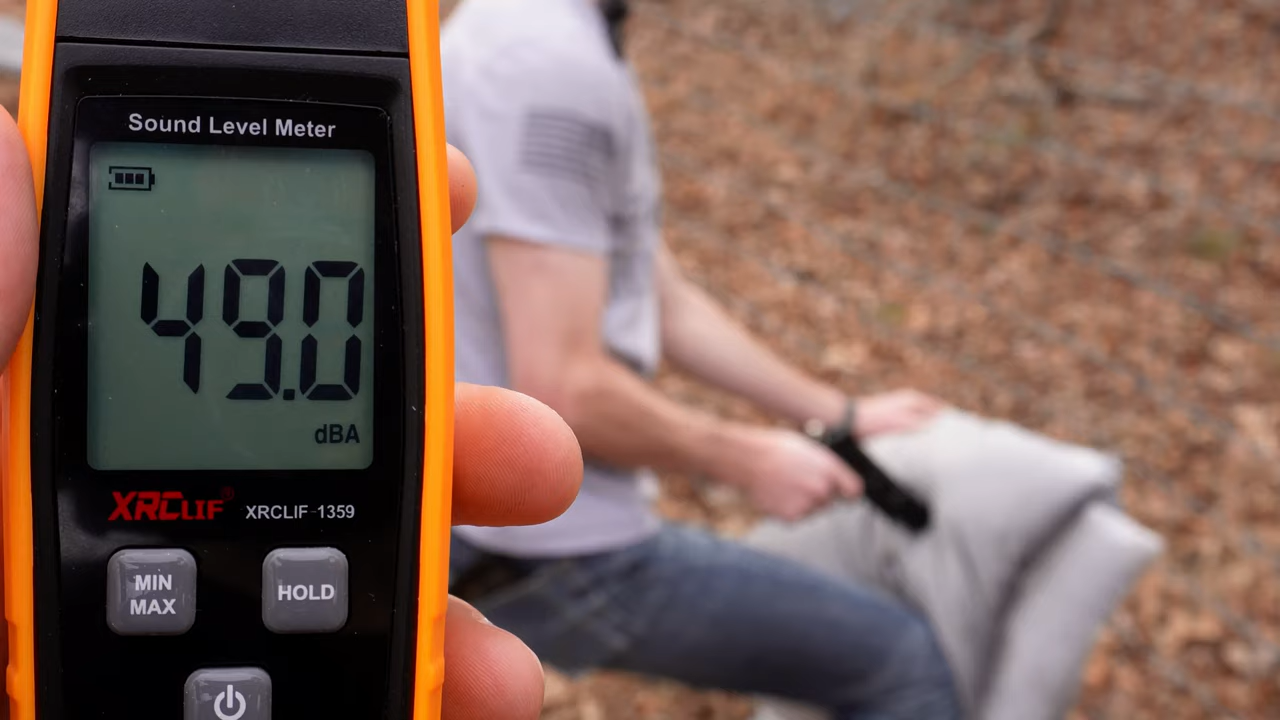 Sound Level Meter
49.0
dBA
XRCLIF® XRCLIF-1359
MIN
MAX
HOLD